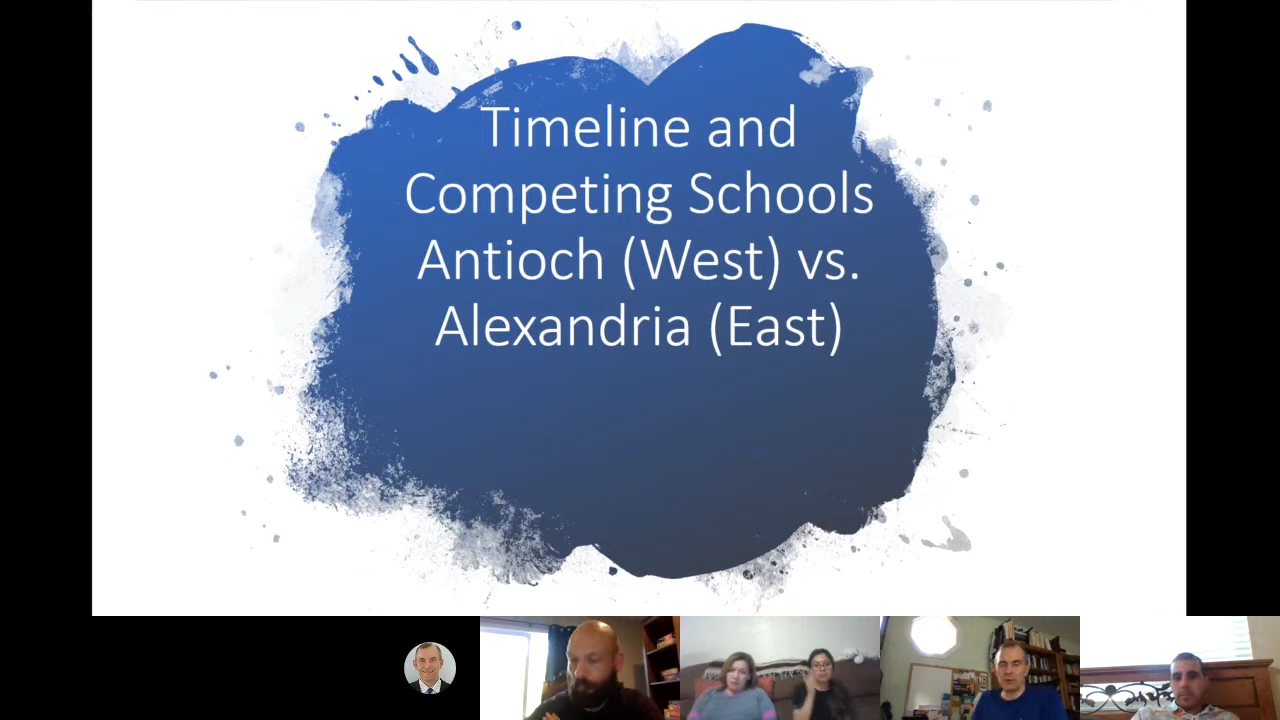 Timeline and
Competing Schools
Antioch (West) vs.
Alexandria (East)